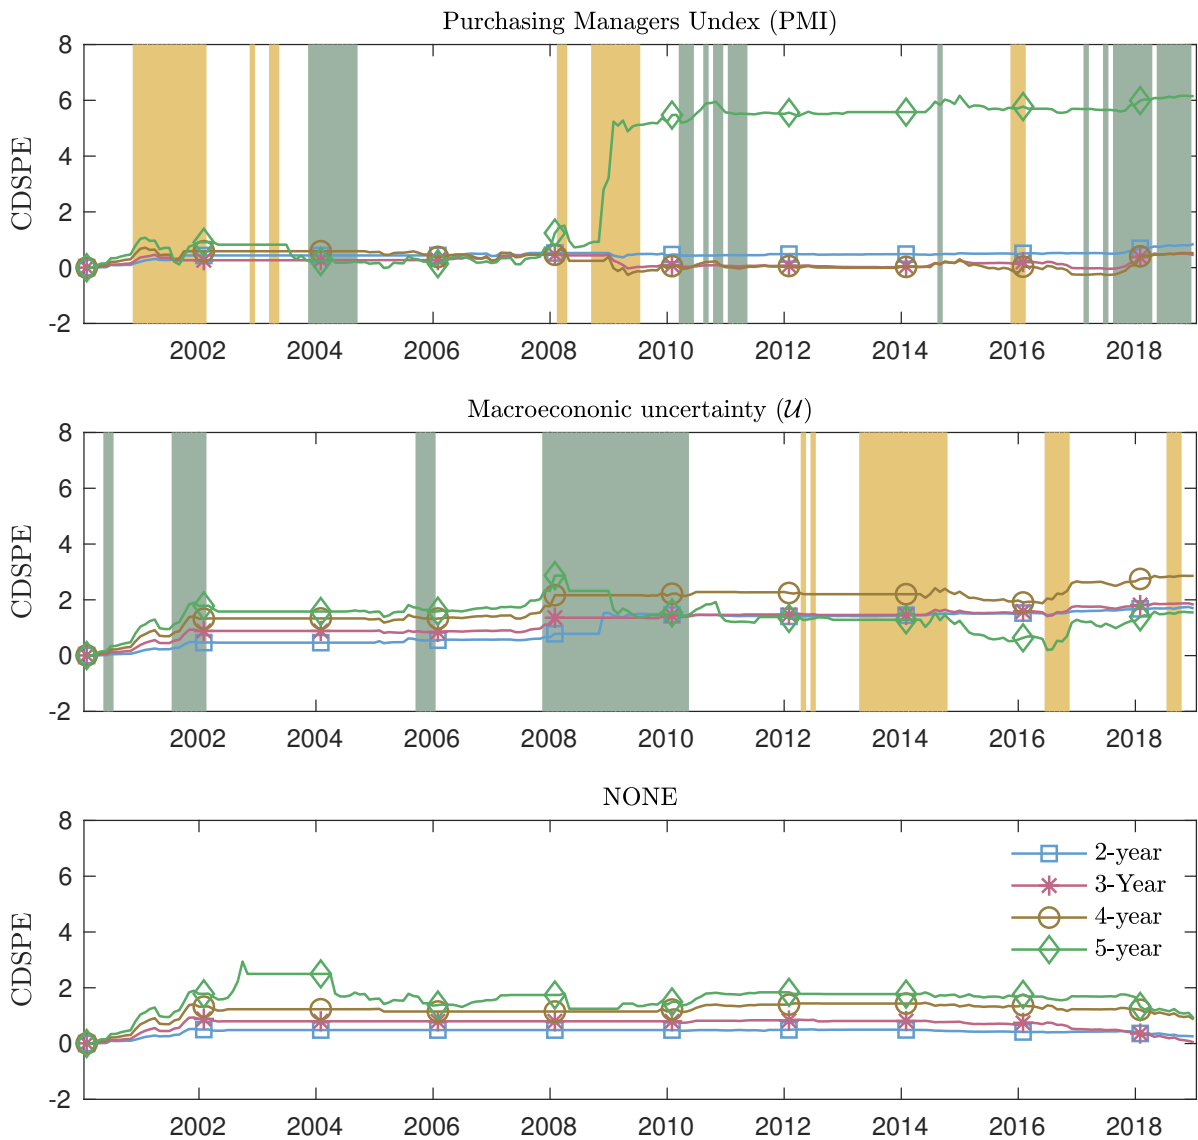 Purchasing Managers Undex (PMI)
8
6
4
2
0
-2
CDSPE
2002 2004 2006 2008 2010 2012 2014 2016 2018
Macroecononic uncertainty (𝒰)
8
6
4
2
0
-2
CDSPE
2002 2004 2006 2008 2010 2012 2014 2016 2018
NONE
8
6
4
2
0
-2
CDSPE
2-year
3-Year
4-year
5-year
2002 2004 2006 2008 2010 2012 2014 2016 2018